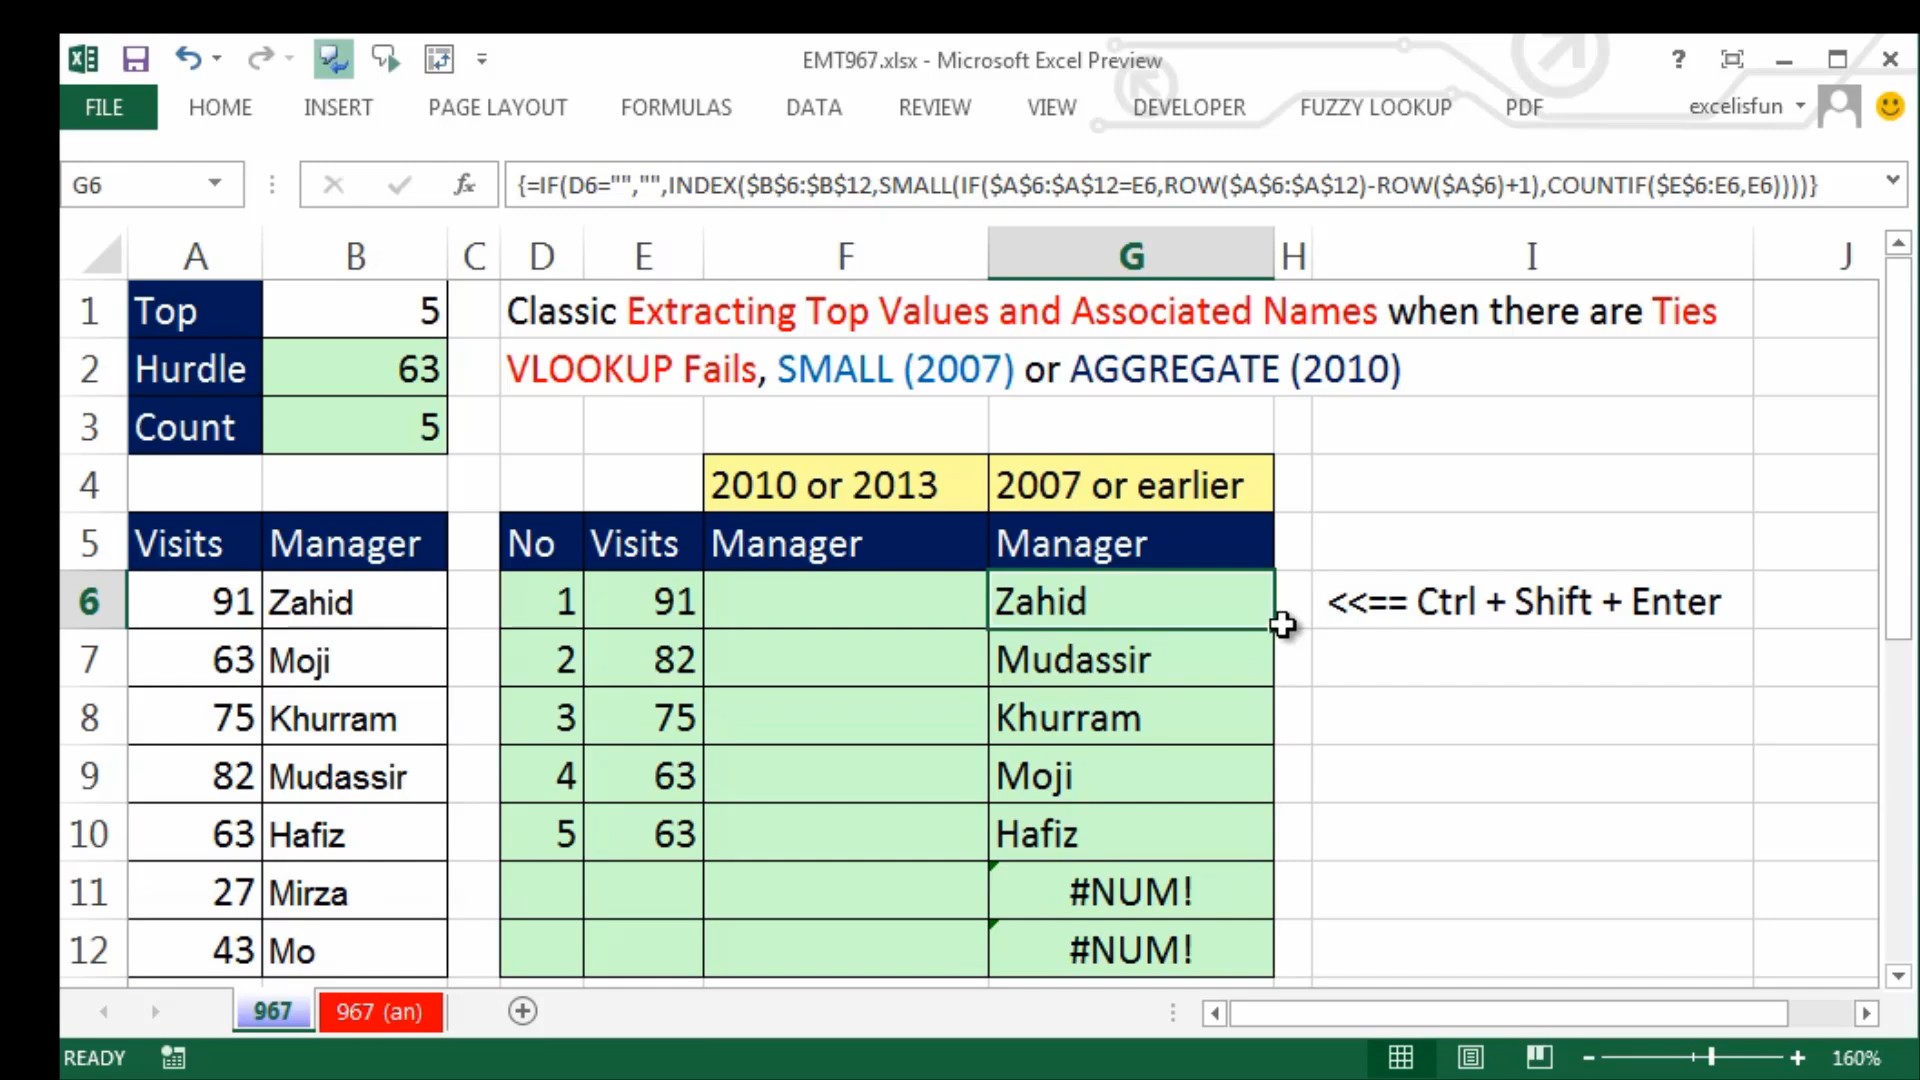 EMT967.xlsx - Microsoft Excel Preview
?
FILE HOME INSERT PAGE LAYOUT FORMULAS DATA REVIEW VIEW DEVELOPER FUZZY LOOKUP PDF excelisfun
G6 fx {=IF(D6="","",INDEX($B$6:$B$12,SMALL(IF($A$6:$A$12=E6,ROW($A$6:$A$12)-ROW($A$6)+1),COUNTIF($E$6:E6,E6))))}
A B C D E F G H I J
1 Top 5 Classic Extracting Top Values and Associated Names when there are Ties
2 Hurdle 63 VLOOKUP Fails, SMALL (2007) or AGGREGATE (2010)
3 Count 5
4 2010 or 2013 2007 or earlier
5 Visits Manager No Visits Manager Manager
6 91 Zahid 1 91 Zahid <<== Ctrl + Shift + Enter
7 63 Moji 2 82 Mudassir
8 75 Khurram 3 75 Khurram
9 82 Mudassir 4 63 Moji
10 63 Hafiz 5 63 Hafiz
11 27 Mirza #NUM!
12 43 Mo #NUM!
967 967 (an)
READY 160%